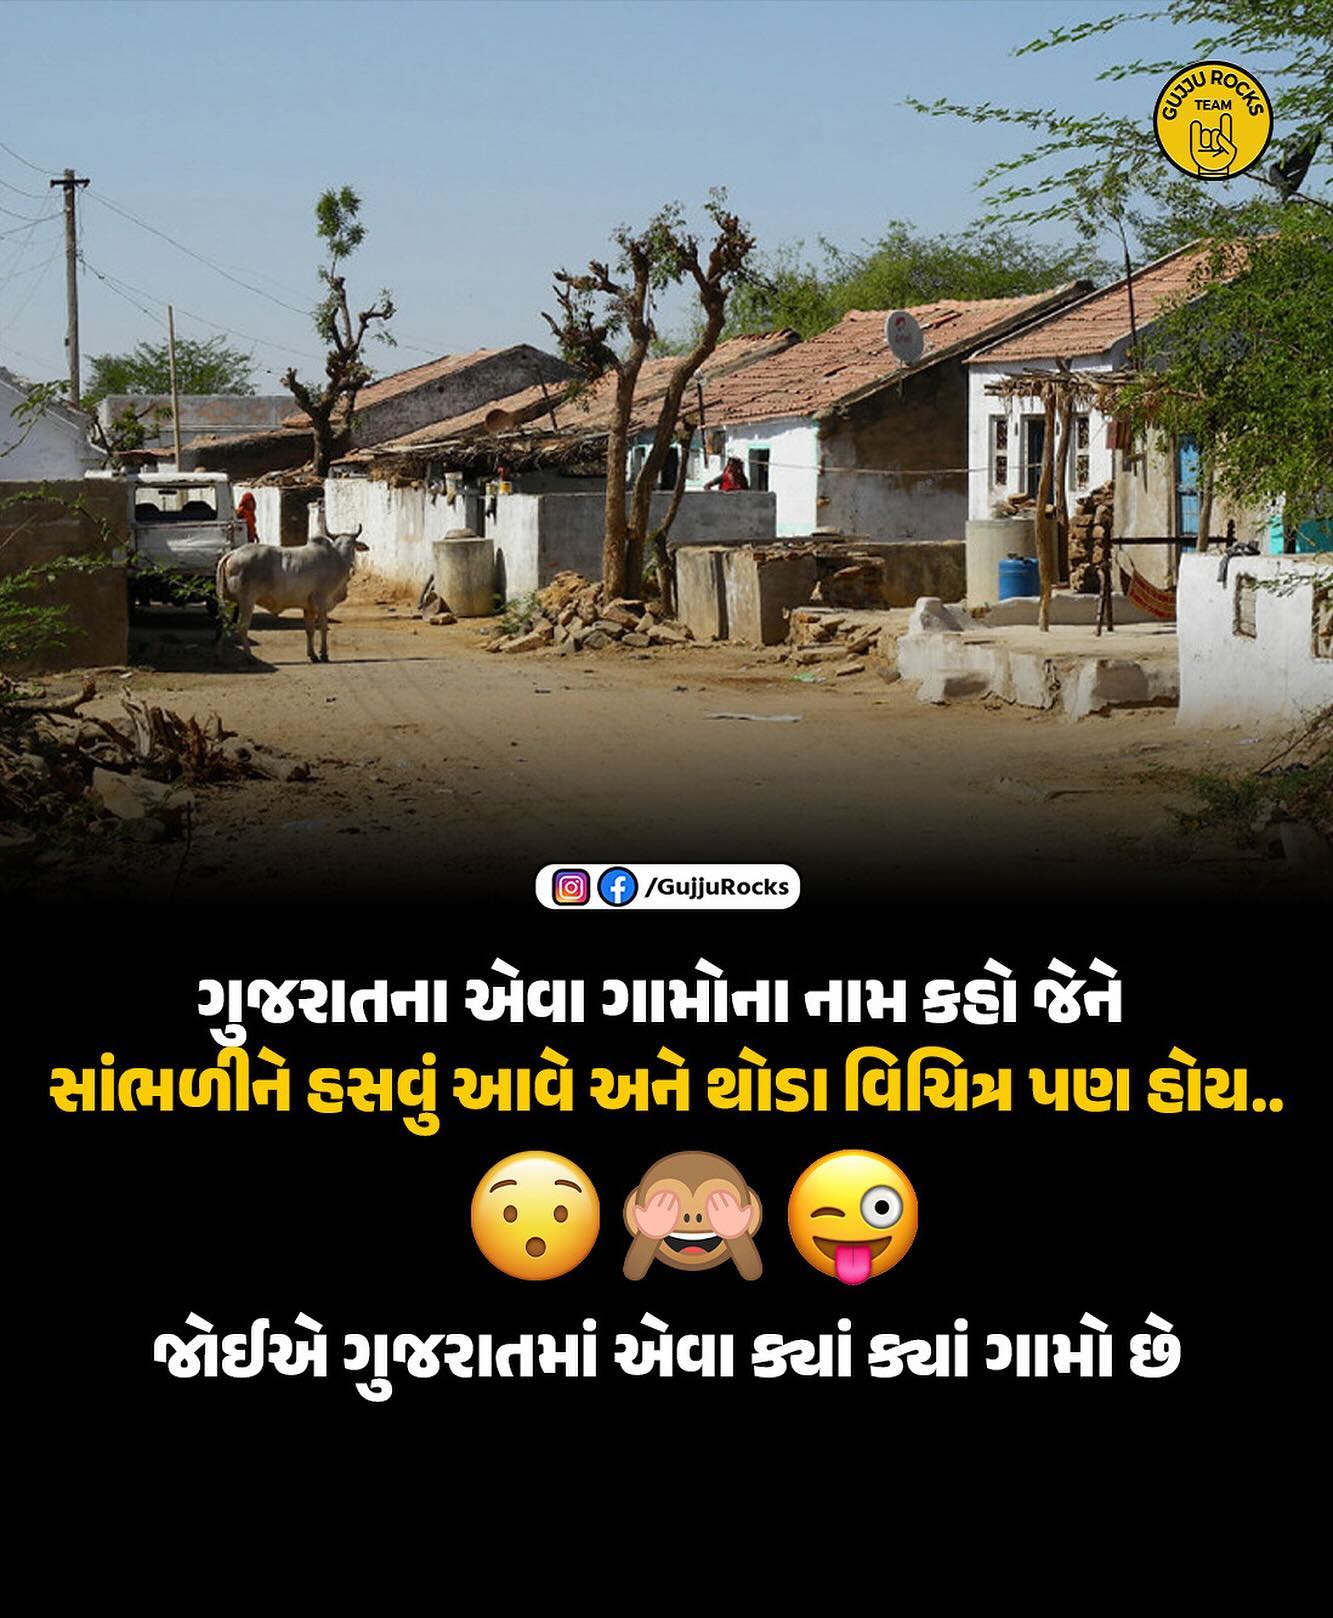 GUJJU ROCKS
TEAM
/GujjuRocks
ગુજરાતના એવા ગામોના નામ કહો જેને
સાંભળીને હસવું આવે અને થોડા વિચિત્ર પણ હોય..
જોઈએ ગુજરાતમાં એવા ક્યાં ક્યાં ગામો છે